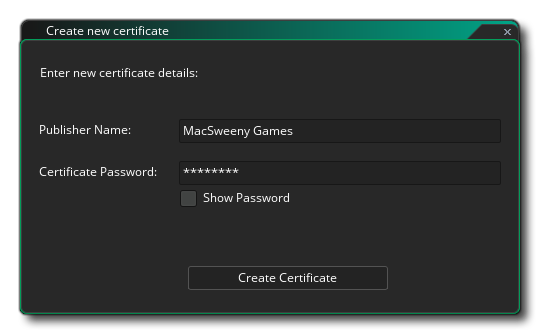 Create new certificate
Enter new certificate details:
Publisher Name: MacSweeny Games
Certificate Password: ********
Show Password
Create Certificate